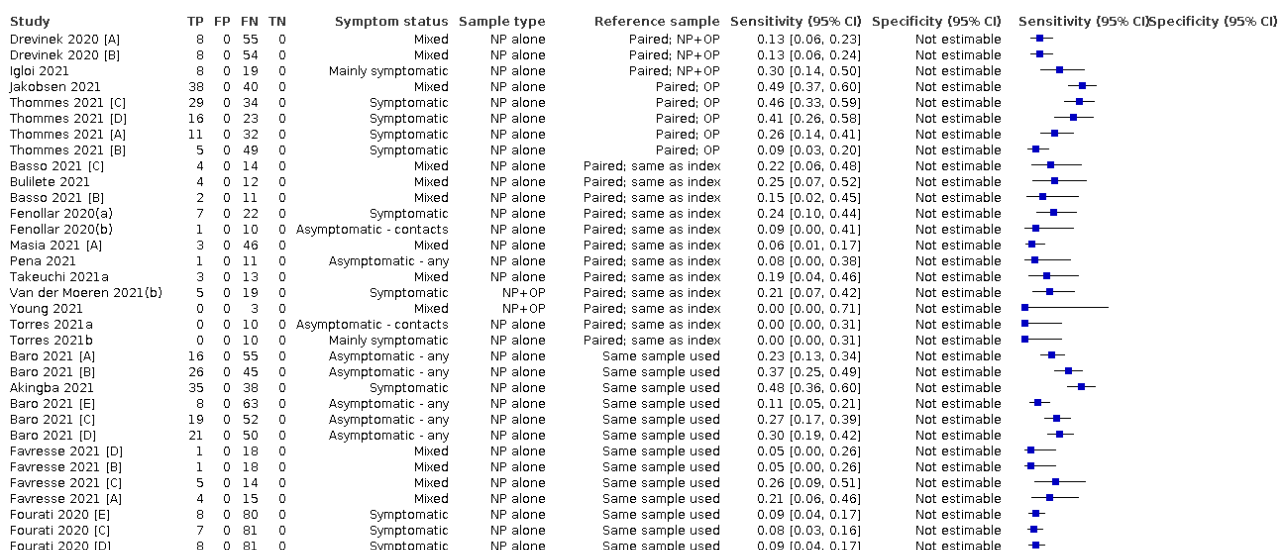 Study TP FP FN TN Symptom status Sample type Reference sample Sensitivity (95% CI) Specificity (95% CI) Sensitivity (95% CI) Specificity (95% CI)
Drevinek 2020 [A] 8 0 55 0 Mixed NP alone Paired; NP+OP 0.13 [0.06, 0.23] Not estimable
Drevinek 2020 [B] 8 0 54 0 Mixed NP alone Paired; NP+OP 0.13 [0.06, 0.24] Not estimable
Igloi 2021 8 0 19 0 Mainly symptomatic NP alone Paired; NP+OP 0.30 [0.14, 0.50] Not estimable
Jakobsen 2021 38 0 40 0 Mixed NP alone Paired; OP 0.49 [0.37, 0.60] Not estimable
Thommes 2021 [C] 29 0 34 0 Symptomatic NP alone Paired; OP 0.46 [0.33, 0.59] Not estimable
Thommes 2021 [D] 16 0 23 0 Symptomatic NP alone Paired; OP 0.41 [0.26, 0.58] Not estimable
Thommes 2021 [A] 11 0 32 0 Symptomatic NP alone Paired; OP 0.26 [0.14, 0.41] Not estimable
Thommes 2021 [B] 5 0 49 0 Symptomatic NP alone Paired; OP 0.09 [0.03, 0.20] Not estimable
Basso 2021 [C] 4 0 14 0 Mixed NP alone Paired; same as index 0.22 [0.06, 0.48] Not estimable
Bulilete 2021 4 0 12 0 Mixed NP alone Paired; same as index 0.25 [0.07, 0.52] Not estimable
Basso 2021 [B] 2 0 11 0 Mixed NP alone Paired; same as index 0.15 [0.02, 0.45] Not estimable
Fenollar 2020(a) 7 0 22 0 Symptomatic NP alone Paired; same as index 0.24 [0.10, 0.44] Not estimable
Fenollar 2020(b) 1 0 10 0 Asymptomatic - contacts NP alone Paired; same as index 0.09 [0.00, 0.41] Not estimable
Masia 2021 [A] 3 0 46 0 Mixed NP alone Paired; same as index 0.06 [0.01, 0.17] Not estimable
Pena 2021 1 0 11 0 Asymptomatic - any NP alone Paired; same as index 0.08 [0.00, 0.38] Not estimable
Takeuchi 2021a 3 0 13 0 Mixed NP alone Paired; same as index 0.19 [0.04, 0.46] Not estimable
Van der Moeren 2021(b) 5 0 19 0 Symptomatic NP+OP Paired; same as index 0.21 [0.07, 0.42] Not estimable
Young 2021 0 0 3 0 Mixed NP+OP Paired; same as index 0.00 [0.00, 0.71] Not estimable
Torres 2021a 0 0 10 0 Asymptomatic - contacts NP alone Paired; same as index 0.00 [0.00, 0.31] Not estimable
Torres 2021b 0 0 10 0 Mainly symptomatic NP alone Paired; same as index 0.00 [0.00, 0.31] Not estimable
Baro 2021 [A] 16 0 55 0 Asymptomatic - any NP alone Same sample used 0.23 [0.13, 0.34] Not estimable
Baro 2021 [B] 26 0 45 0 Asymptomatic - any NP alone Same sample used 0.37 [0.25, 0.49] Not estimable
Akingba 2021 35 0 38 0 Symptomatic NP alone Same sample used 0.48 [0.36, 0.60] Not estimable
Baro 2021 [E] 8 0 63 0 Asymptomatic - any NP alone Same sample used 0.11 [0.05, 0.21] Not estimable
Baro 2021 [C] 19 0 52 0 Asymptomatic - any NP alone Same sample used 0.27 [0.17, 0.39] Not estimable
Baro 2021 [D] 21 0 50 0 Asymptomatic - any NP alone Same sample used 0.30 [0.19, 0.42] Not estimable
Favresse 2021 [D] 1 0 18 0 Mixed NP alone Same sample used 0.05 [0.00, 0.26] Not estimable
Favresse 2021 [B] 1 0 18 0 Mixed NP alone Same sample used 0.05 [0.00, 0.26] Not estimable
Favresse 2021 [C] 5 0 14 0 Mixed NP alone Same sample used 0.26 [0.09, 0.51] Not estimable
Favresse 2021 [A] 4 0 15 0 Mixed NP alone Same sample used 0.21 [0.06, 0.46] Not estimable
Fourati 2020 [E] 8 0 80 0 Symptomatic NP alone Same sample used 0.09 [0.04, 0.17] Not estimable
Fourati 2020 [C] 7 0 81 0 Symptomatic NP alone Same sample used 0.08 [0.03, 0.16] Not estimable
Fourati 2020 [D] 8 0 81 0 Symptomatic NP alone Same sample used 0.09 [0.04, 0.17] Not estimable